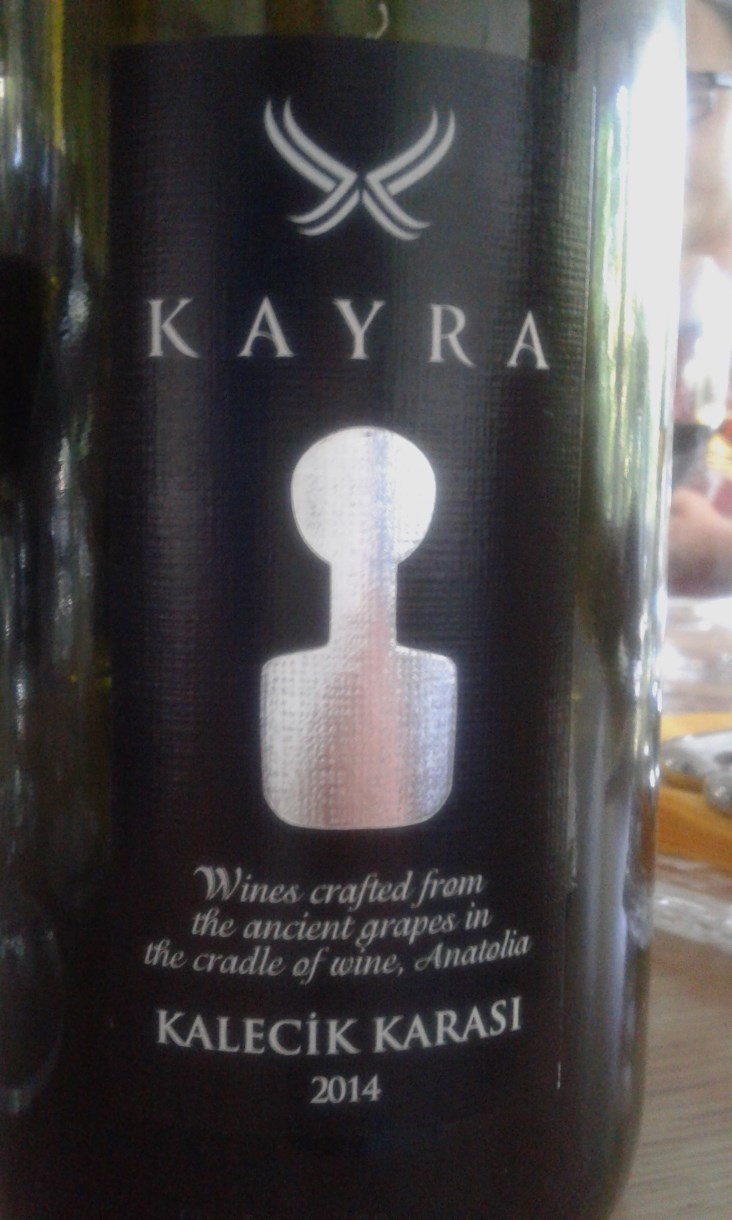 KAYRA
Wines crafted from
the ancient grapes in
the cradle of wine, Anatolia
KALECİK KARASI
2014